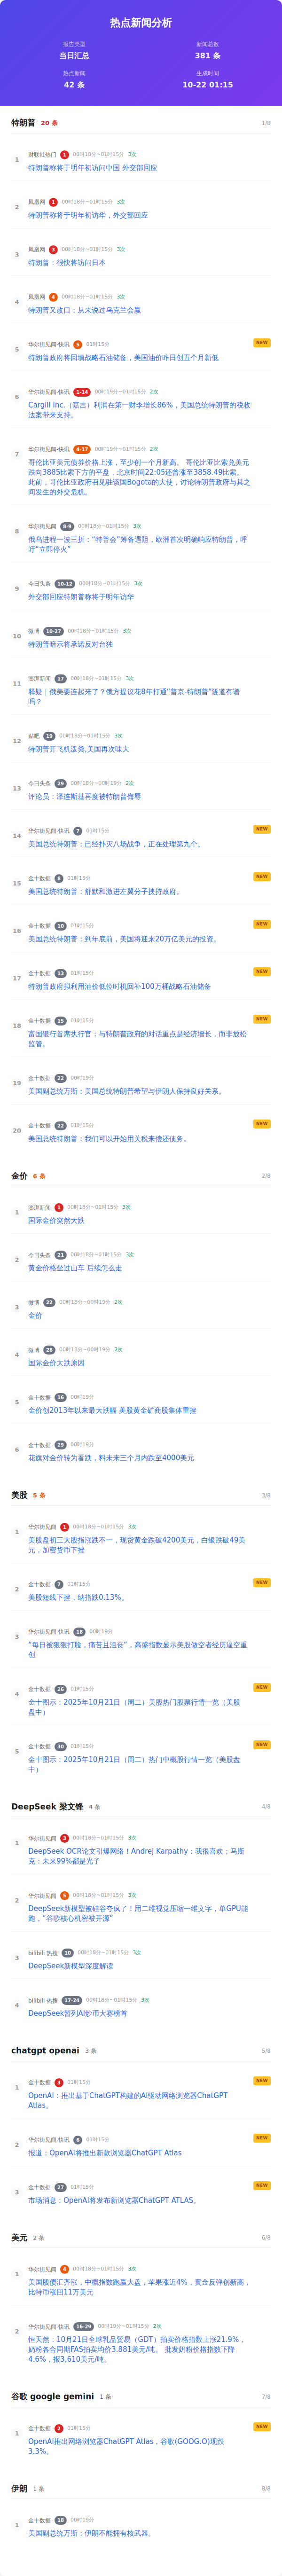 热点新闻分析
报告类型
新闻总数
当日汇总
381 条
热点新闻
生成时间
42 条
10-22 01:15
特朗普 20 条 1/8
1
财联社热门 1 00时18分~01时15分 3次
特朗普称将于明年初访问中国 外交部回应
2
凤凰网 1 00时18分~01时15分 3次
特朗普称将于明年初访华，外交部回应
3
凤凰网 3 00时18分~01时15分 3次
特朗普：很快将访问日本
4
凤凰网 4 00时18分~01时15分 3次
特朗普又改口：从未说过乌克兰会赢
5
华尔街见闻-快讯 5 01时15分 NEW
特朗普政府将回填战略石油储备，美国油价昨日创五个月新低
6
华尔街见闻-快讯 1-14 00时19分~01时15分 2次
Cargill Inc.（嘉吉）利润在第一财季增长86%，美国总统特朗普的税收
法案带来支持。
7
华尔街见闻-快讯 4-17 00时19分~01时15分 2次
哥伦比亚美元债券价格上涨，至少创一个月新高。 哥伦比亚比索兑美元
跌向3885比索下方的平盘，北京时间22:05还曾涨至3858.49比索。
此前，哥伦比亚政府召见驻该国Bogota的大使，讨论特朗普政府与其之
间发生的外交危机。
8
华尔街见闻 8-9 00时18分~01时15分 3次
俄乌进程一波三折：“特普会”筹备遇阻，欧洲首次明确响应特朗普，呼
吁“立即停火”
9
今日头条 10-12 00时18分~01时15分 3次
外交部回应特朗普称将于明年访华
10
微博 10-27 00时18分~01时15分 3次
特朗普暗示将承诺反对台独
11
澎湃新闻 17 00时18分~01时15分 3次
释疑｜俄美要连起来了？俄方提议花8年打通“普京-特朗普”隧道有谱
吗？
12
贴吧 19 00时18分~01时15分 3次
特朗普开飞机泼粪,美国再次味大
13
今日头条 29 00时18分~00时19分 2次
评论员：泽连斯基再度被特朗普侮辱
14
华尔街见闻-快讯 7 01时15分 NEW
美国总统特朗普：已经扑灭八场战争，正在处理第九个。
15
金十数据 8 01时15分 NEW
美国总统特朗普：舒默和激进左翼分子挟持政府。
16
金十数据 10 01时15分 NEW
美国总统特朗普：到年底前，美国将迎来20万亿美元的投资。
17
金十数据 13 01时15分 NEW
特朗普政府拟利用油价低位时机回补100万桶战略石油储备
18
金十数据 15 01时15分 NEW
富国银行首席执行官：与特朗普政府的对话重点是经济增长，而非放松
监管。
19
金十数据 22 00时19分
美国副总统万斯：美国总统特朗普希望与伊朗人保持良好关系。
20
金十数据 22 01时15分 NEW
美国总统特朗普：我们可以开始用关税来偿还债务。
金价 6 条 2/8
1
澎湃新闻 1 00时18分~01时15分 3次
国际金价突然大跌
2
今日头条 21 00时18分~01时15分 3次
黄金价格坐过山车 后续怎么走
3
微博 22 00时18分~00时19分 2次
金价
4
微博 28 00时18分~00时19分 2次
国际金价大跌原因
5
金十数据 16 00时19分
金价创2013年以来最大跌幅 美股黄金矿商股集体重挫
6
金十数据 29 00时19分
花旗对金价转为看跌，料未来三个月内跌至4000美元
美股 5 条 3/8
1
华尔街见闻 1 00时18分~01时15分 3次
美股盘初三大股指涨跌不一，现货黄金跌破4200美元，白银跌破49美
元，加密货币下挫
2
金十数据 7 01时15分 NEW
美股短线下挫，纳指跌0.13%。
3
华尔街见闻-快讯 18 00时19分
“每日被狠狠打脸，痛苦且沮丧”，高盛指数显示美股做空者经历返空重
创
4
金十数据 26 01时15分 NEW
金十图示：2025年10月21日（周二）美股热门股票行情一览（美股
盘中）
5
金十数据 30 01时15分 NEW
金十图示：2025年10月21日（周二）热门中概股行情一览（美股盘
中）
DeepSeek 梁文锋 4 条 4/8
1
华尔街见闻 3 00时18分~01时15分 3次
DeepSeek OCR论文引爆网络！Andrej Karpathy：我很喜欢；马斯
克：未来99%都是光子
2
华尔街见闻 5 00时18分~01时15分 3次
DeepSeek新模型被硅谷夸疯了！用二维视觉压缩一维文字，单GPU能
跑，“谷歌核心机密被开源”
3
bilibili 热搜 10 00时18分~01时15分 3次
DeepSeek新模型深度解读
4
bilibili 热搜 17-24 00时18分~01时15分 3次
DeepSeek暂列AI炒币大赛榜首
chatgpt openai 3 条 5/8
1
金十数据 3 01时15分 NEW
OpenAI：推出基于ChatGPT构建的AI驱动网络浏览器ChatGPT
Atlas。
2
华尔街见闻-快讯 6 01时15分 NEW
报道：OpenAI将推出新款浏览器ChatGPT Atlas
3
金十数据 27 01时15分 NEW
市场消息：OpenAI将发布新浏览器ChatGPT ATLAS。
美元 2 条 6/8
1
华尔街见闻 4 00时18分~01时15分 3次
美国股债汇齐涨，中概指数跑赢大盘，苹果涨近4%，黄金反弹创新高，
比特币涨回11万美元
2
华尔街见闻-快讯 16-29 00时19分~01时15分 2次
恒天然：10月21日全球乳品贸易（GDT）拍卖价格指数上涨21.9%，
奶粉各合同期FAS拍卖均价3.881美元/吨。 批发奶粉价格指数下降
4.6%，报3,610美元/吨。
谷歌 google gemini 1 条 7/8
1
金十数据 2 01时15分 NEW
OpenAI推出网络浏览器ChatGPT Atlas，谷歌(GOOG.O)现跌
3.3%。
伊朗 1 条 8/8
1
金十数据 18 00时19分
美国副总统万斯：伊朗不能拥有核武器。